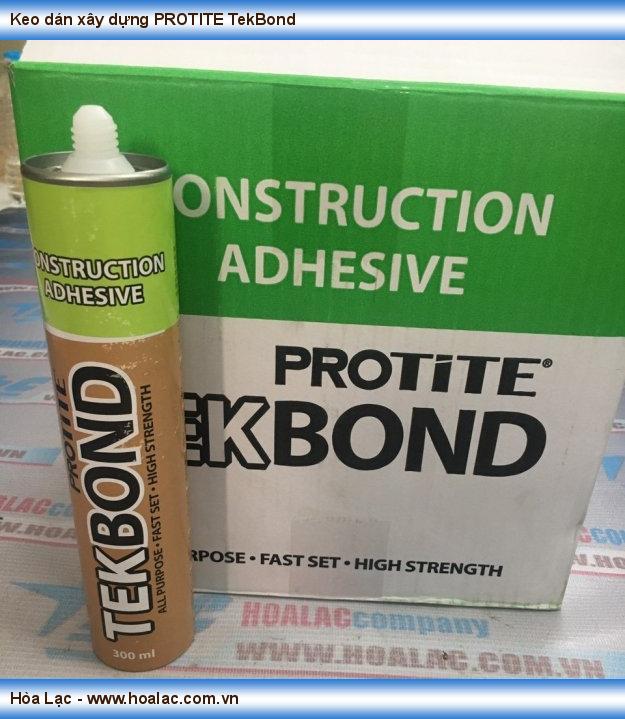 Keo dán xây dựng PROTITE TekBond
ONSTRUCTION
ADHESIVE
PROTITE®
EKBOND
RPOSE • FAST SET • HIGH STRENGTH
ONSTRUCTION
ADHESIVE
PROTITE
TEKBOND
ALL PURPOSE • FAST SET • HIGH STRENGTH
300 ml
HOALACcompany
WWW.HOALAC.COM.VN
Hòa Lạc - www.hoalac.com.vn